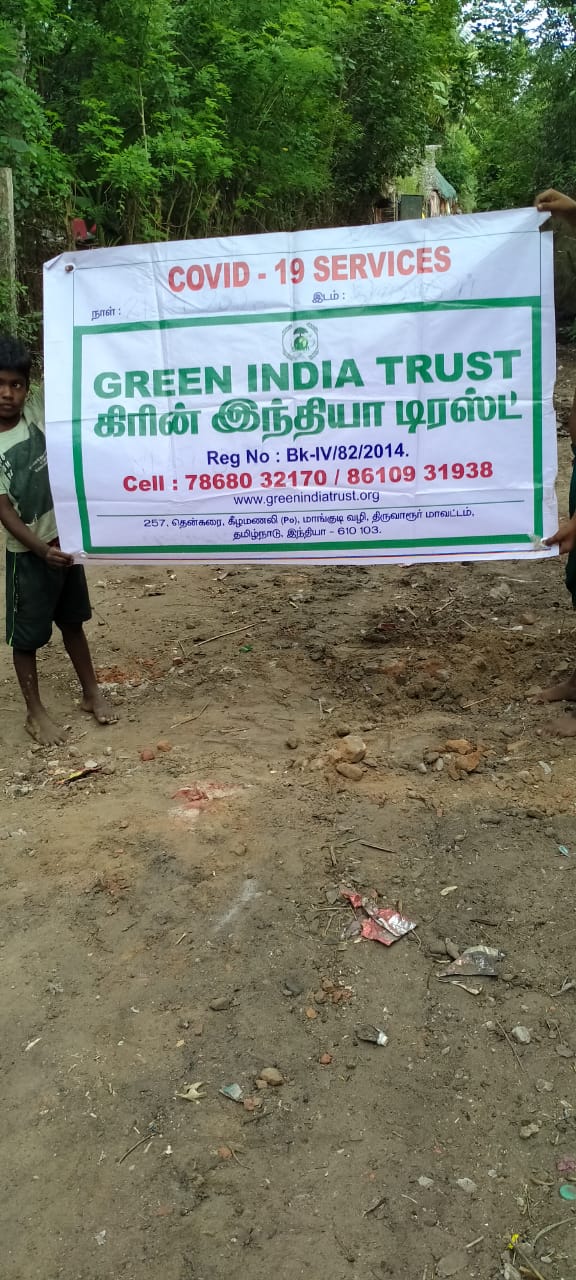 COVID - 19 SERVICES
நாள் : இடம் :
GREEN INDIA TRUST
கிரின் இந்தியா டிரஸ்ட்
Reg No : Bk-IV/82/2014.
Cell : 78680 32170 / 86109 31938
www.greenindiatrust.org
257, தென்கரை, கீழமணலி (Po), மாங்குடி வழி, திருவாரூர் மாவட்டம்,
தமிழ்நாடு, இந்தியா – 610 103.